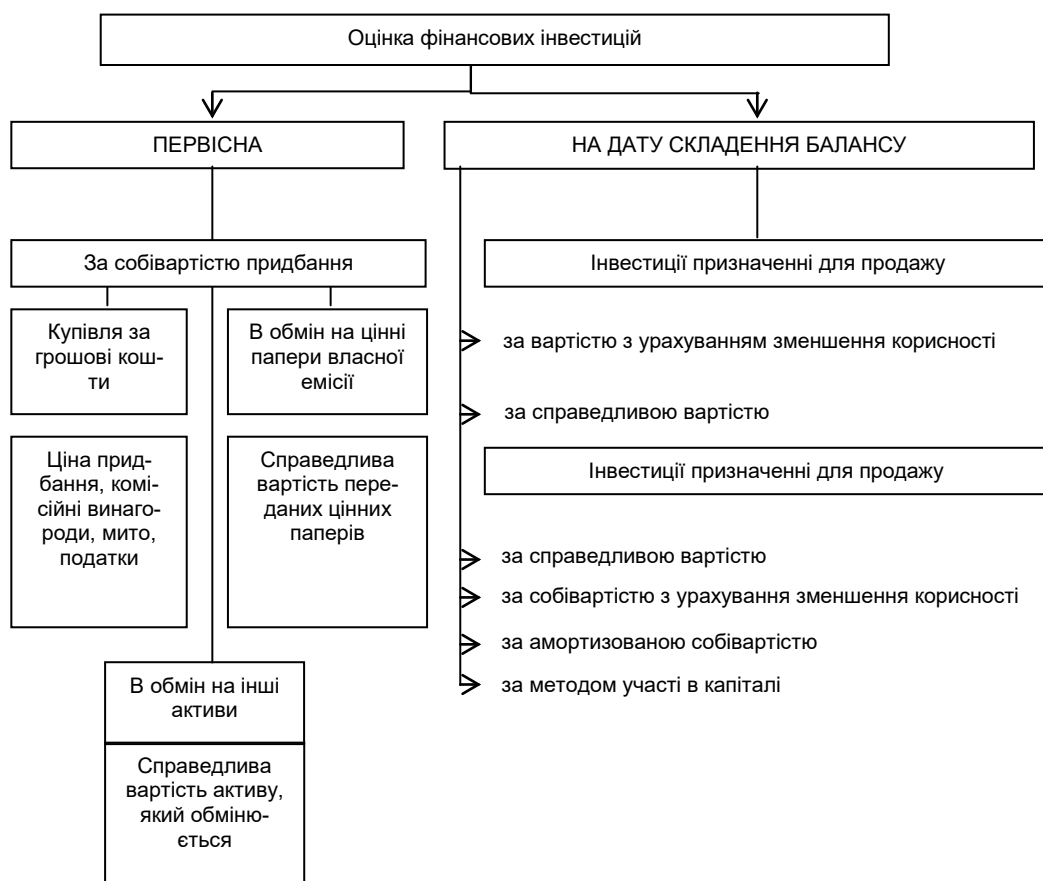 Оцінка фінансових інвестицій
ПЕРВІСНА
НА ДАТУ СКЛАДЕННЯ БАЛАНСУ
За собівартістю придбання
Купівля за
грошові кош-
ти
В обмін на цінні
папери власної
емісії
Ціна прид-
бання, комі-
сійні винаго-
роди, мито,
податки
Справедлива
вартість пере-
даних цінних
паперів
В обмін на інші
активи
Справедлива
вартість активу,
який обміню-
ється
Інвестиції призначенні для продажу
за вартістю з урахуванням зменшення корисності
за справедливою вартістю
Інвестиції призначенні для продажу
за справедливою вартістю
за собівартістю з урахування зменшення корисності
за амортизованою собівартістю
за методом участі в капіталі